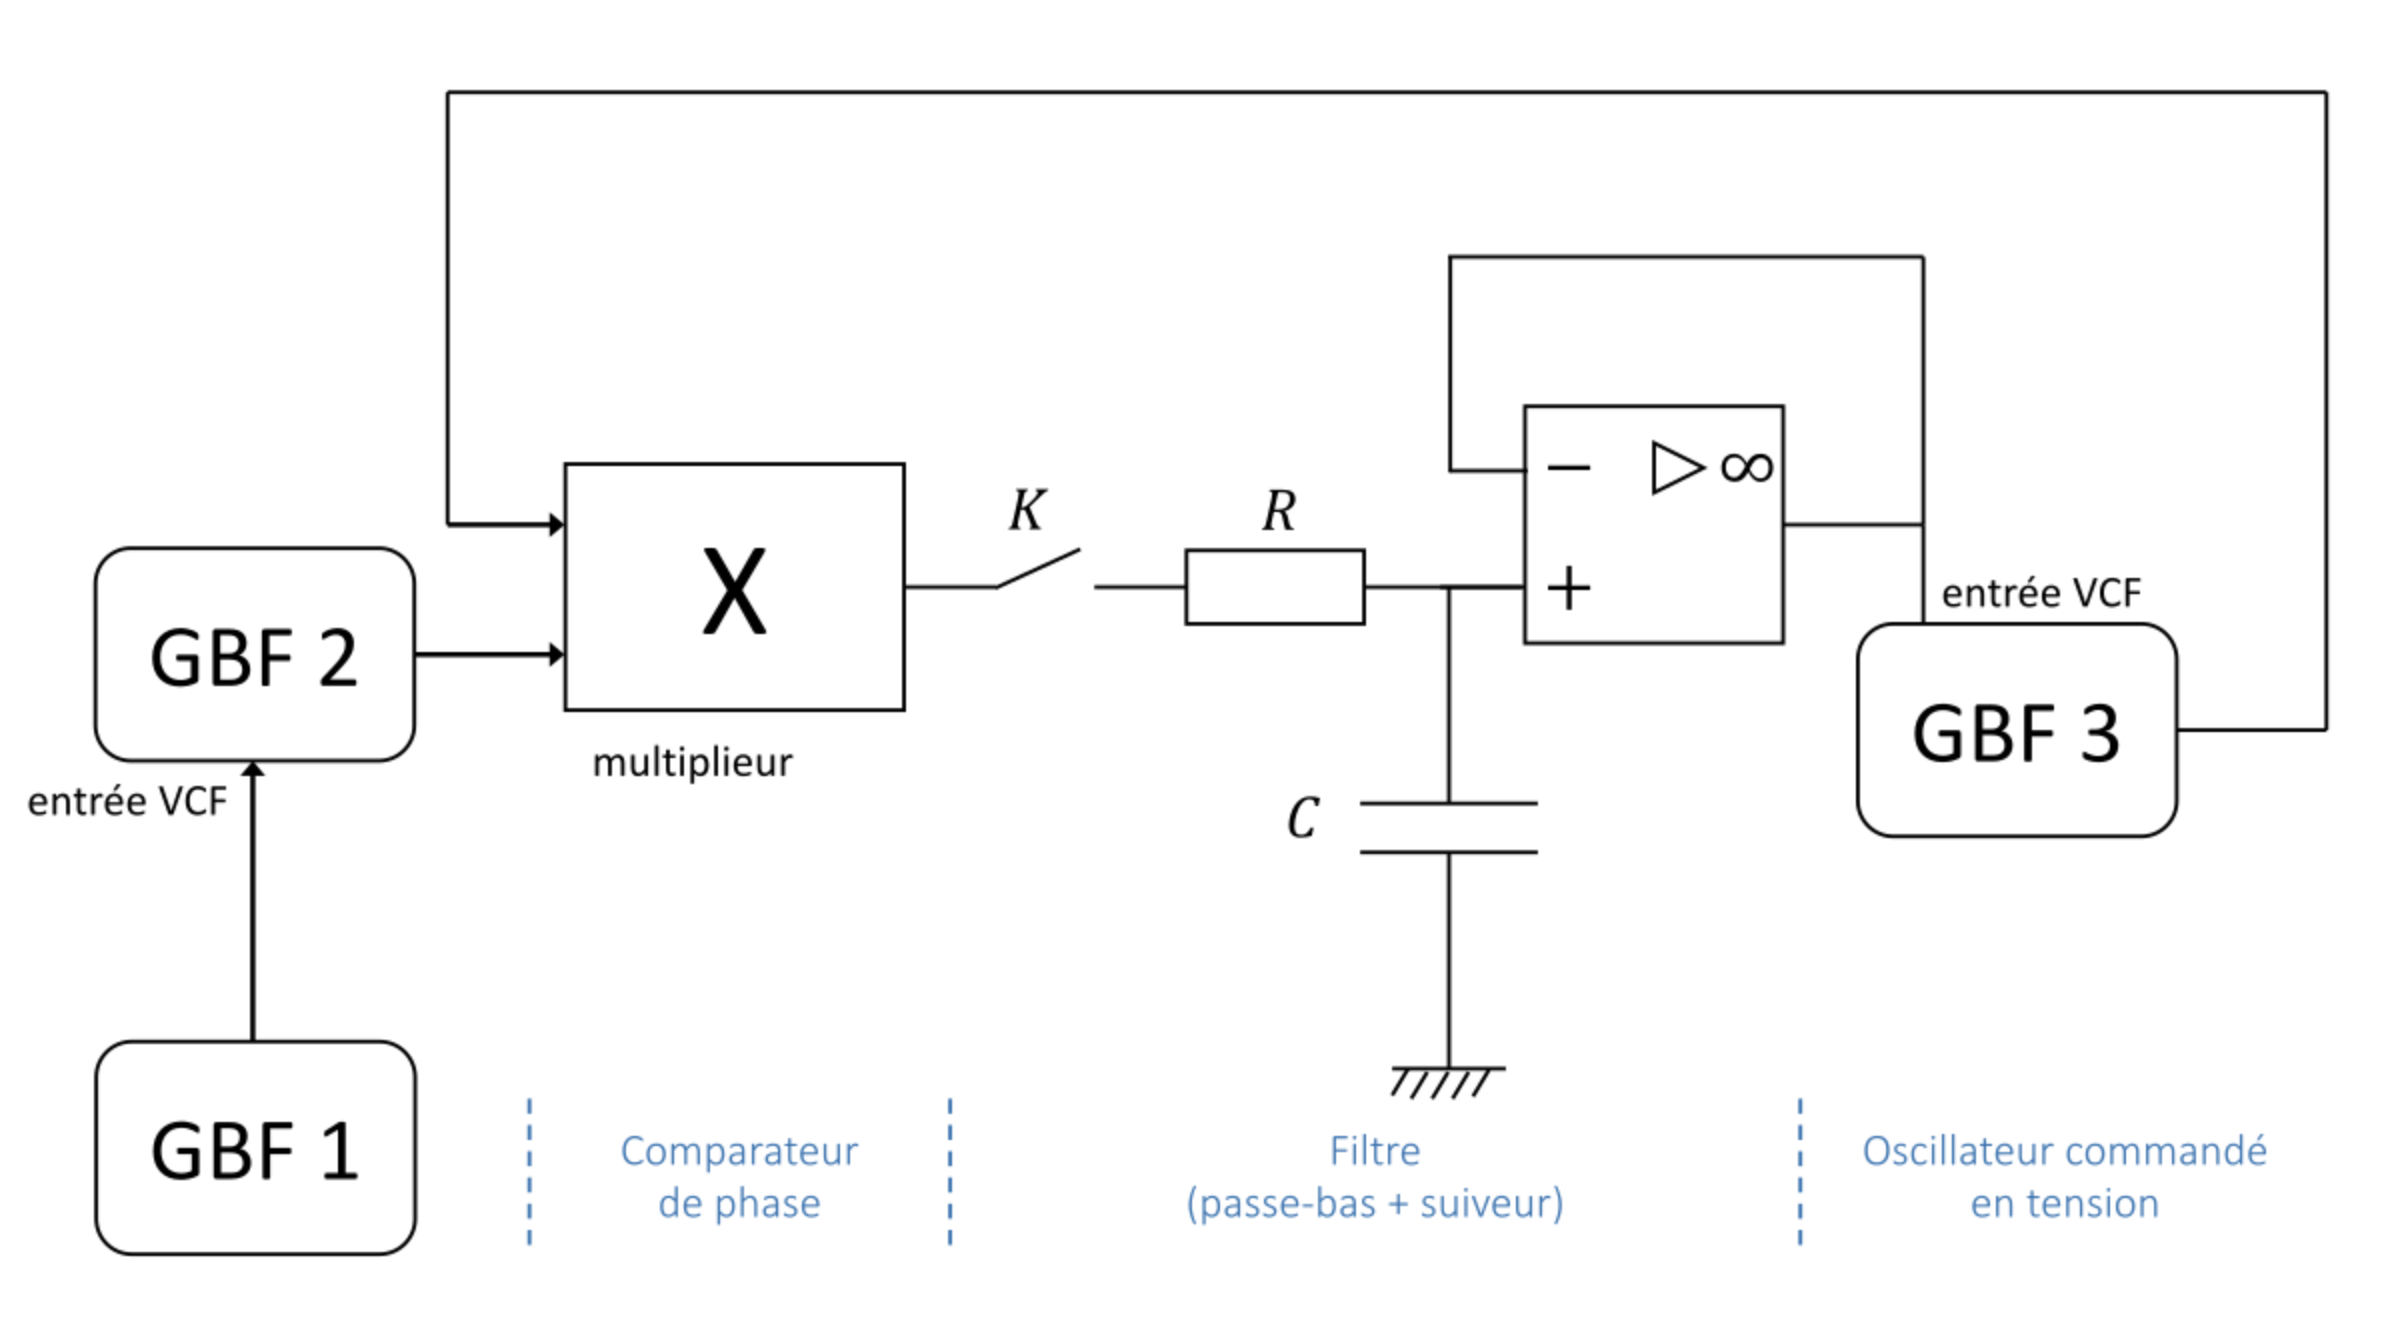 K
R
− ▷ ∞
+
X
GBF 2
entrée VCF
GBF 3
multiplieur
entrée VCF
C
GBF 1
Comparateur
de phase
Filtre
(passe-bas + suiveur)
Oscillateur commandé
en tension